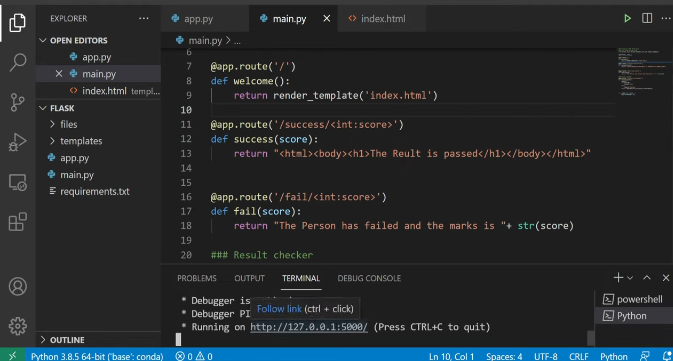 EXPLORER ...
OPEN EDITORS
app.py
main.py
index.html templ...
FLASK
files
templates
app.py
main.py
requirements.txt
OUTLINE
app.py
main.py
index.html
main.py > ...
6
7 @app.route('/')
8 def welcome():
9 return render_template('index.html')
10
11 @app.route('/success/<int:score>')
12 def success(score):
13 return "<html><body><h1>The Reult is passed</h1></body></html>"
14
15
16 @app.route('/fail/<int:score>')
17 def fail(score):
18 return "The Person has failed and the marks is "+ str(score)
19
20 ### Result checker
PROBLEMS OUTPUT TERMINAL DEBUG CONSOLE
* Debugger is
* Debugger PI
Follow link (ctrl + click)
* Running on http://127.0.0.1:5000/ (Press CTRL+C to quit)
powershell
Python
Python 3.8.5 64-bit ('base': conda) 0 0 Ln 10, Col 1 Spaces: 4 UTF-8 CRLF Python